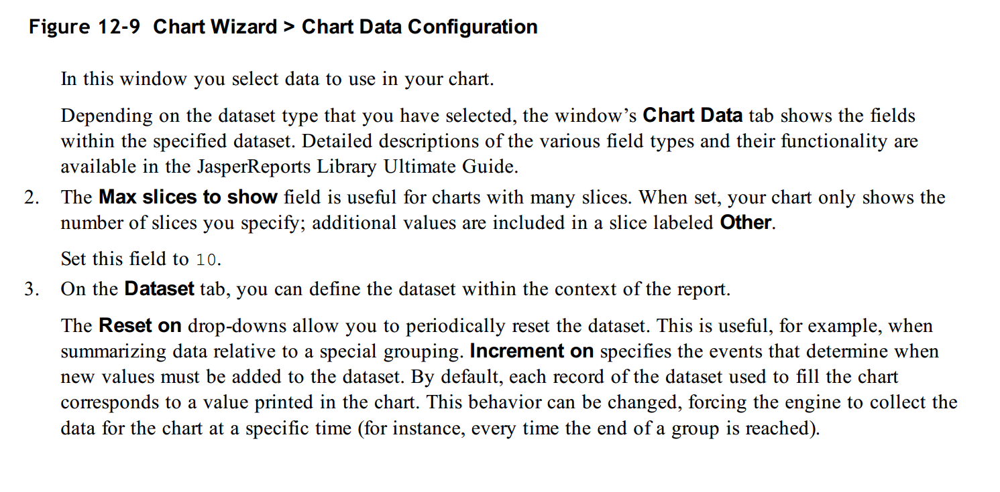 Figure 12-9 Chart Wizard > Chart Data Configuration
In this window you select data to use in your chart.
Depending on the dataset type that you have selected, the window’s Chart Data tab shows the fields
within the specified dataset. Detailed descriptions of the various field types and their functionality are
available in the JasperReports Library Ultimate Guide.
2. The Max slices to show field is useful for charts with many slices. When set, your chart only shows the
number of slices you specify; additional values are included in a slice labeled Other.
Set this field to 10.
3. On the Dataset tab, you can define the dataset within the context of the report.
The Reset on drop-downs allow you to periodically reset the dataset. This is useful, for example, when
summarizing data relative to a special grouping. Increment on specifies the events that determine when
new values must be added to the dataset. By default, each record of the dataset used to fill the chart
corresponds to a value printed in the chart. This behavior can be changed, forcing the engine to collect the
data for the chart at a specific time (for instance, every time the end of a group is reached).